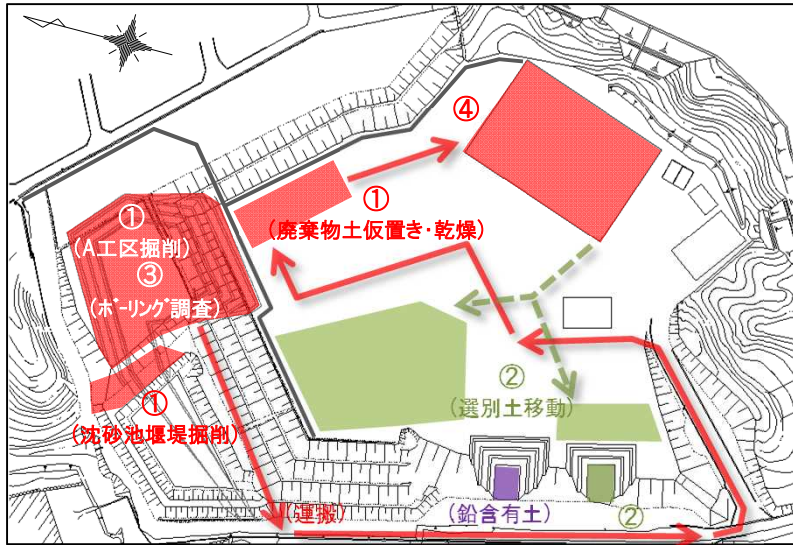 ④
①
(廃棄物土仮置き・乾燥)
①
(A工区掘削)
③
(ボーリング調査)
①
(沈砂池堰堤掘削)
②
(選別土移動)
(運搬)
(鉛含有土)
②